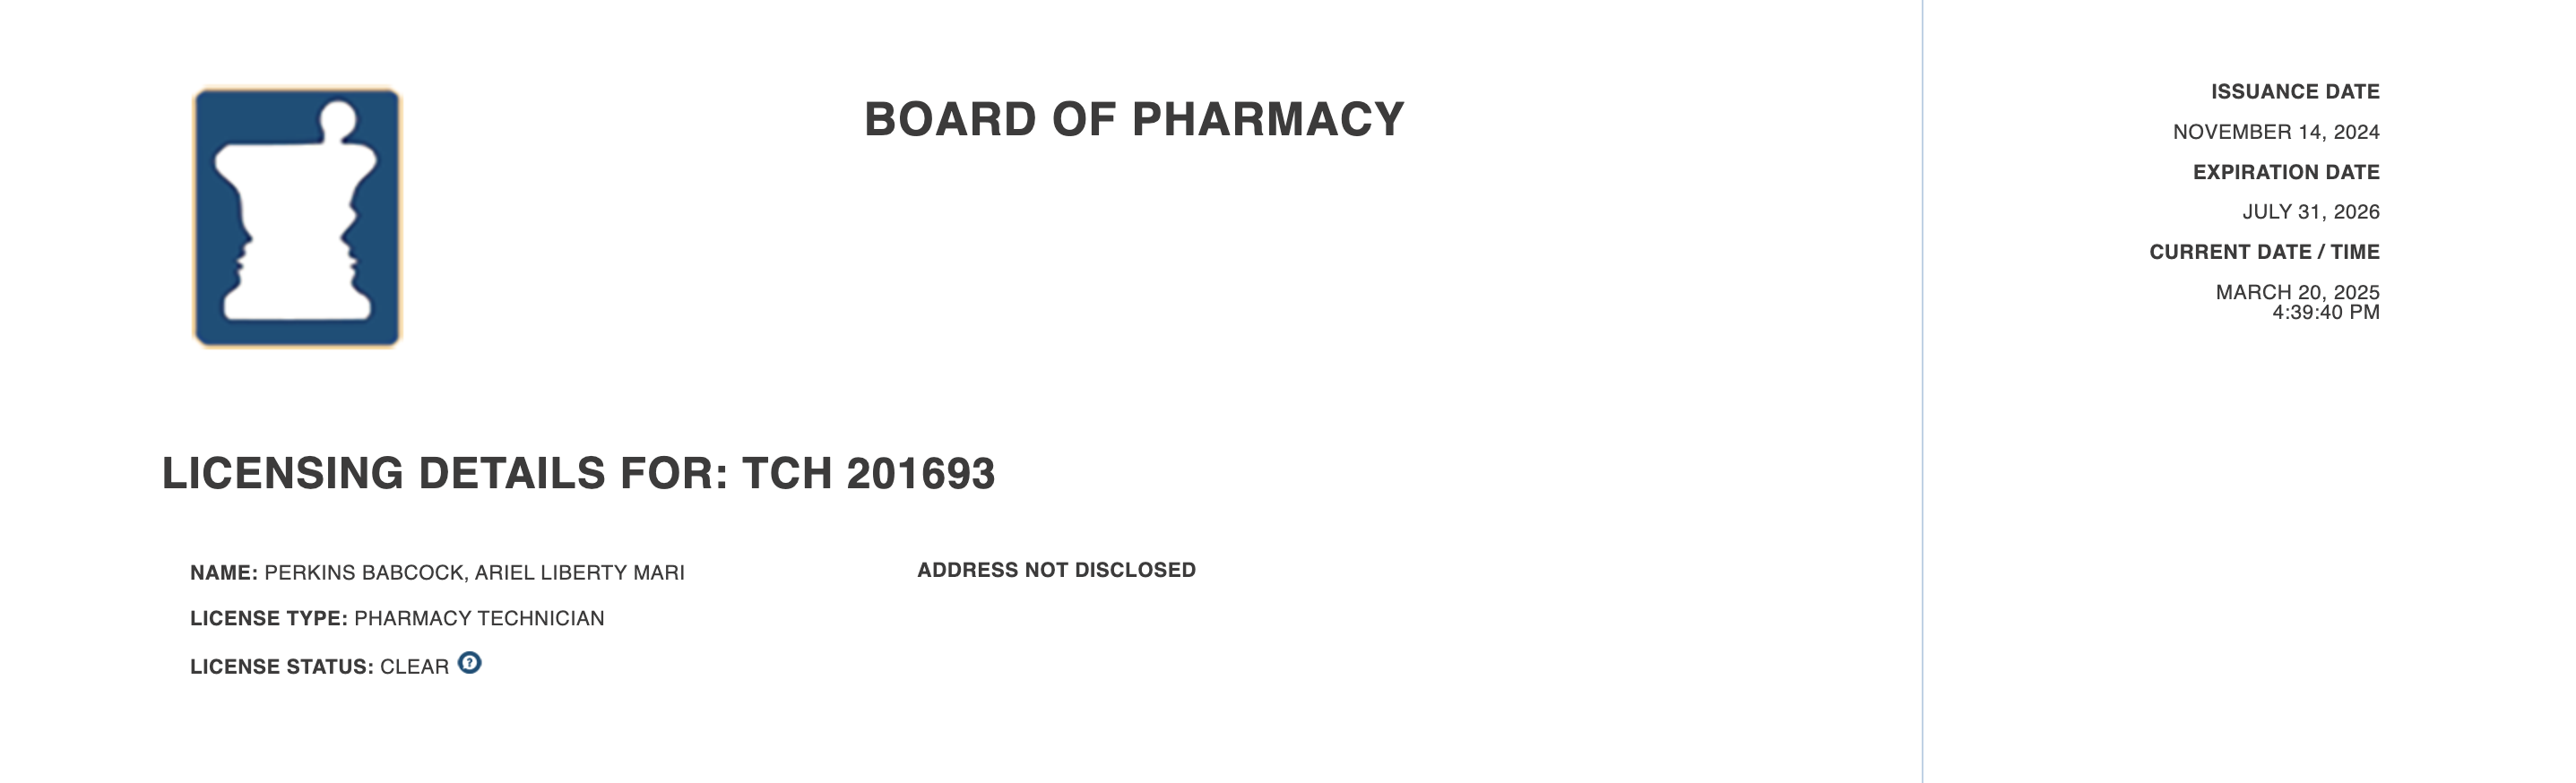 BOARD OF PHARMACY
ISSUANCE DATE
NOVEMBER 14, 2024
EXPIRATION DATE
JULY 31, 2026
CURRENT DATE / TIME
MARCH 20, 2025
4:39:40 PM
LICENSING DETAILS FOR: TCH 201693
NAME: PERKINS BABCOCK, ARIEL LIBERTY MARI
ADDRESS NOT DISCLOSED
LICENSE TYPE: PHARMACY TECHNICIAN
LICENSE STATUS: CLEAR ?